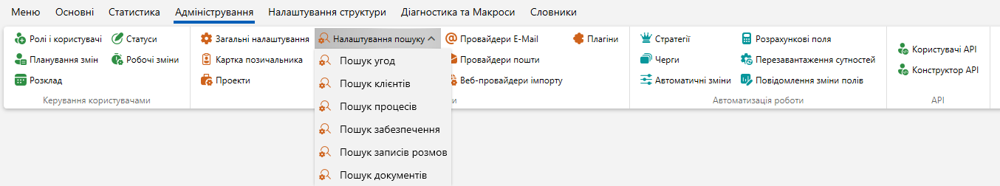 Меню Основні Статистика Адміністрування Налаштування структури Діагностика та Макроси Словники
Ролі і користувачі Статуси Загальні налаштування Налаштування пошуку Провайдери E-Mail Плагіни Стратегії Розрахункові поля
Користувачі API
Планування змін Робочі зміни Картка позичальника Пошук угод Провайдери пошти Черги Перезавантаження сутностей
Конструктор API
Розклад Проекти Пошук клієнтів Веб-провайдери імпорту Автоматичні зміни Повідомлення зміни полів
Керування користувачами Пошук процесів и Автоматизація роботи API
Пошук забезпечення
Пошук записів розмов
Пошук документів